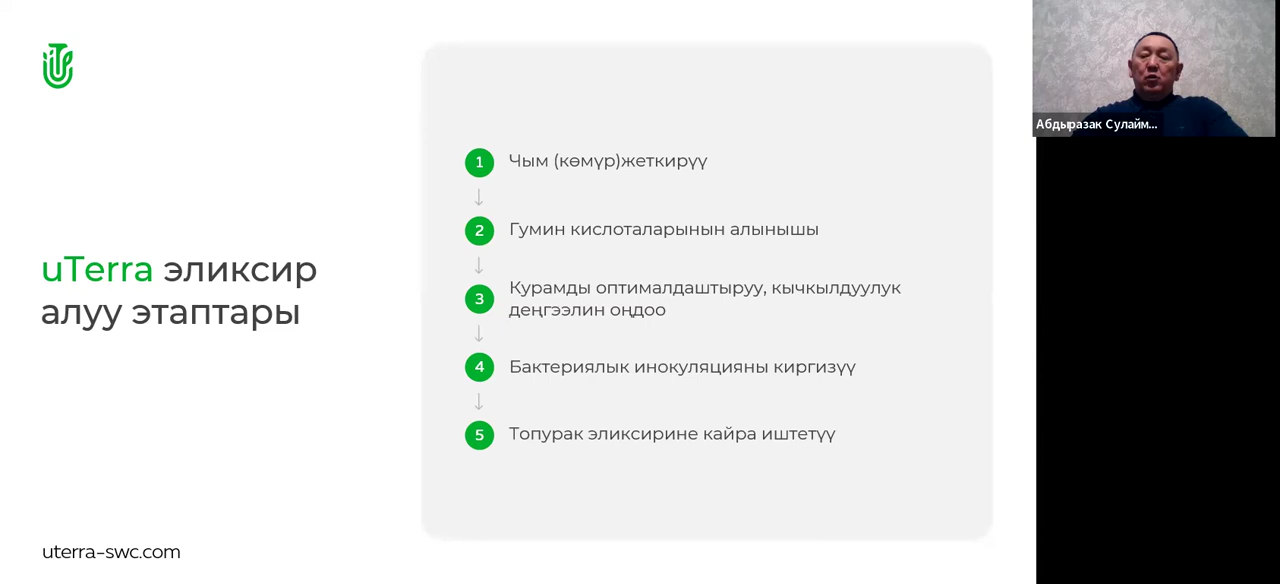 uTerra эликсир
алуу этаптары
1 Чым (көмүр)жеткирүү
2 Гумин кислоталарынын алынышы
3 Курамды оптималдаштыруу, кычкылдуулук
деңгээлин оңдоо
4 Бактериялык инокуляцияны киргизүү
5 Топурак эликсирине кайра иштетүү
uterra-swc.com
Абдыразак Сулайм...